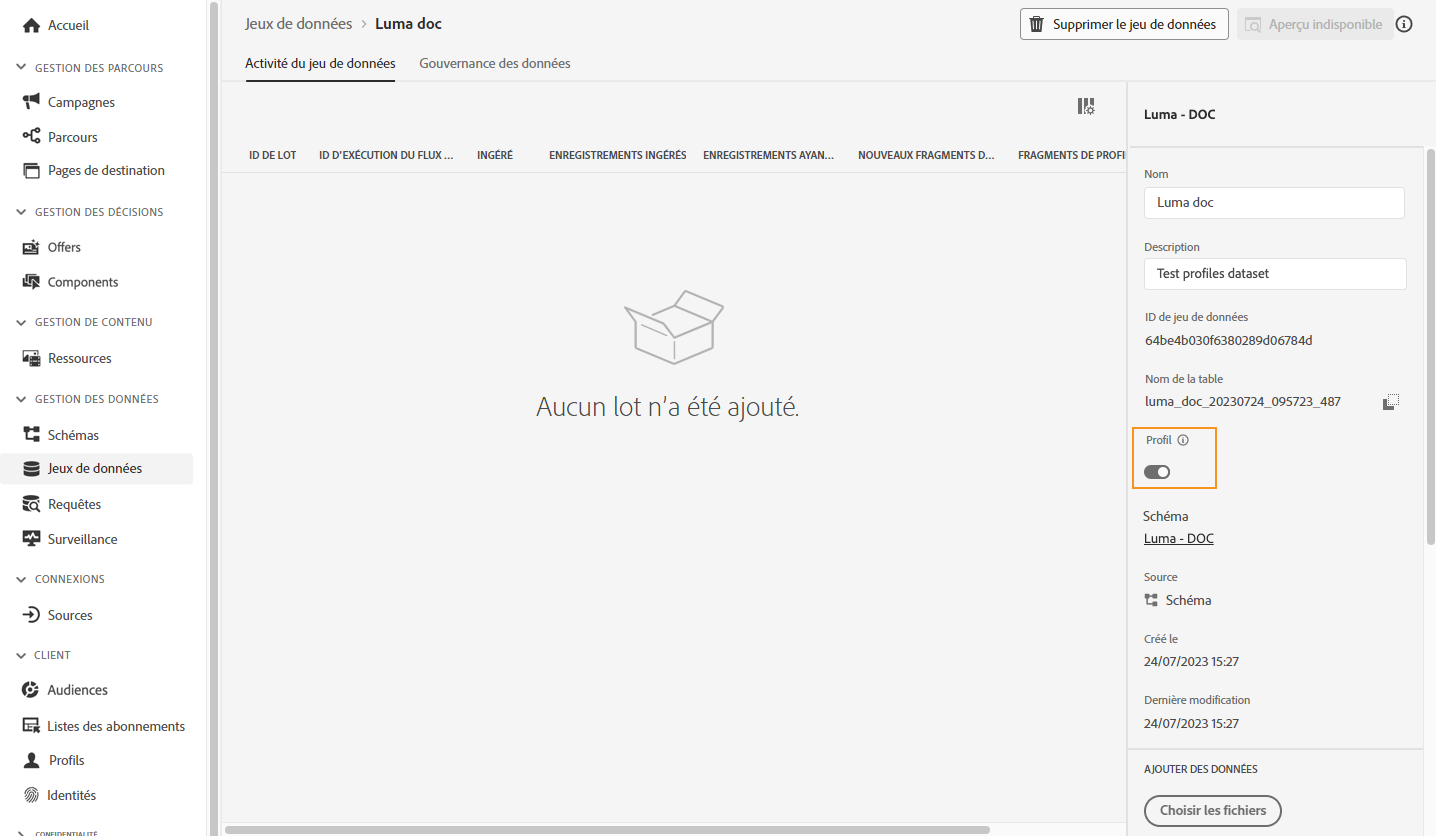 Accueil
GESTION DES PARCOURS
Campagnes
Parcours
Pages de destination
GESTION DES DÉCISIONS
Offers
Components
GESTION DE CONTENU
Ressources
GESTION DES DONNÉES
Schémas
Jeux de données
Requêtes
Surveillance
CONNEXIONS
Sources
CLIENT
Audiences
Listes des abonnements
Profils
Identités
CONFIDENTIALITÉ
Jeux de données > Luma doc
Supprimer le jeu de données
Aperçu indisponible
Activité du jeu de données Gouvernance des données
ID DE LOT ID D'EXÉCUTION DU FLUX ... INGÉRÉ ENREGISTREMENTS INGÉRÉS ENREGISTREMENTS AYAN... NOUVEAUX FRAGMENTS D... FRAGMENTS DE PROFI
Aucun lot n’a été ajouté.
Luma - DOC
Nom
Luma doc
Description
Test profiles dataset
ID de jeu de données
64be4b030f6380289d06784d
Nom de la table
luma_doc_20230724_095723_487
Profil
Schéma
Luma - DOC
Source
Schéma
Créé le
24/07/2023 15:27
Dernière modification
24/07/2023 15:27
AJOUTER DES DONNÉES
Choisir les fichiers